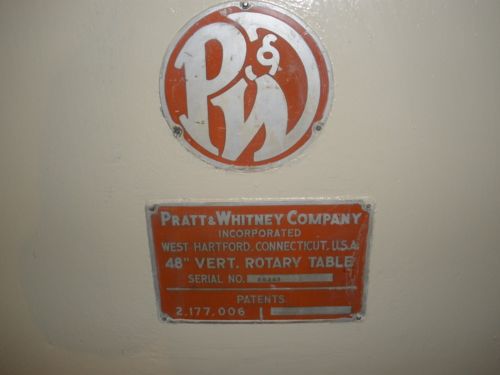 P&W
PRATT & WHITNEY COMPANY
INCORPORATED
WEST HARTFORD, CONNECTICUT, U.S.A.
48" VERT. ROTARY TABLE
SERIAL NO.
PATENTS
2,177,006